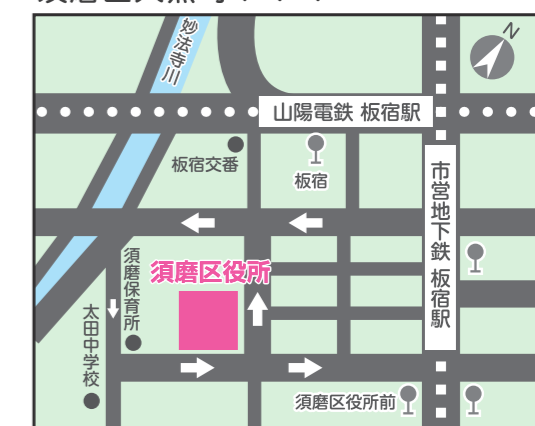 N
妙法寺川
山陽電鉄 板宿駅
板宿交番
板宿
市営地下鉄 板宿駅
須磨保育所
須磨区役所
太田中学校
須磨区役所前